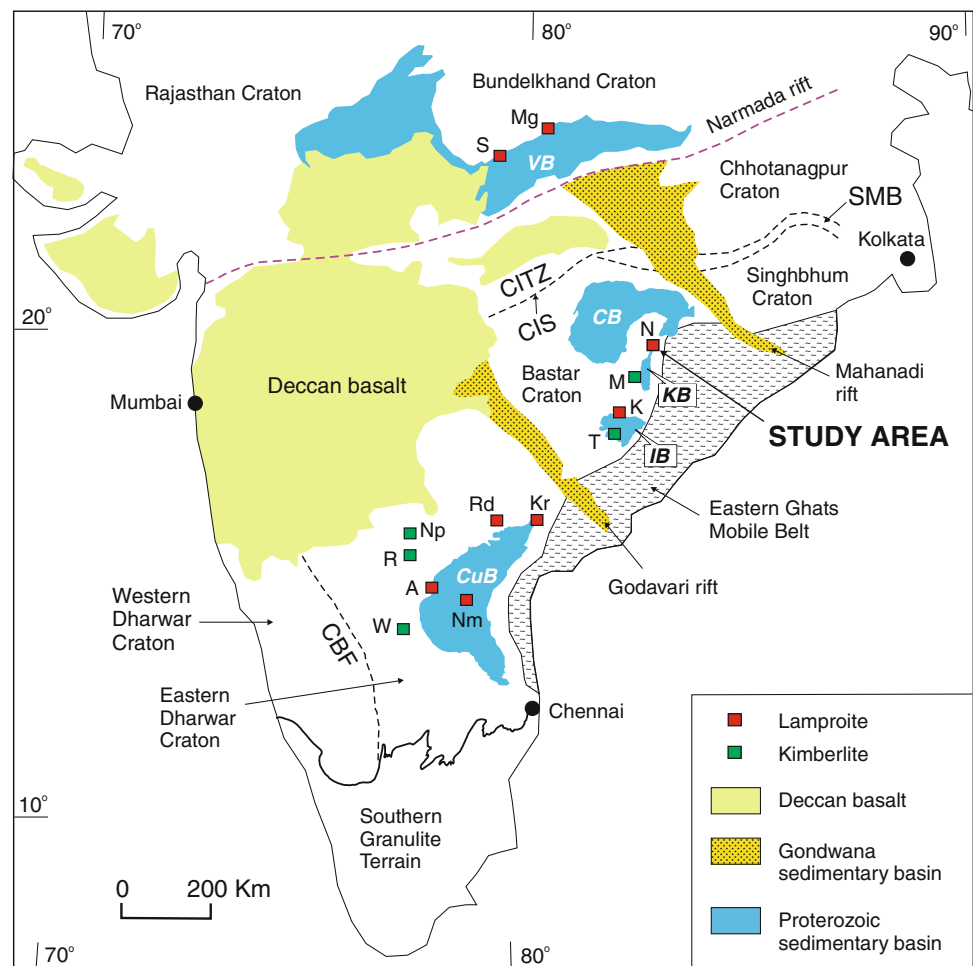 70°
80°
90°
Rajasthan Craton
Bundelkhand Craton
Narmada rift
Mg
S
VB
Chhotanagpur
Craton
SMB
Kolkata
CITZ
CIS
Singhbhum
Craton
20°
CB
N
Mahanadi
rift
Deccan basalt
Bastar
Craton
M
KB
Mumbai
K
STUDY AREA
T
IB
Rd
Kr
Eastern Ghats
Mobile Belt
Np
R
Godavari rift
CuB
A
Nm
Western
Dharwar
Craton
W
CBF
Eastern
Dharwar
Craton
Chennai
Lamproite
Kimberlite
Deccan basalt
Gondwana
sedimentary basin
Proterozoic
sedimentary basin
10°
Southern
Granulite
Terrain
0 200 Km
70°
80°